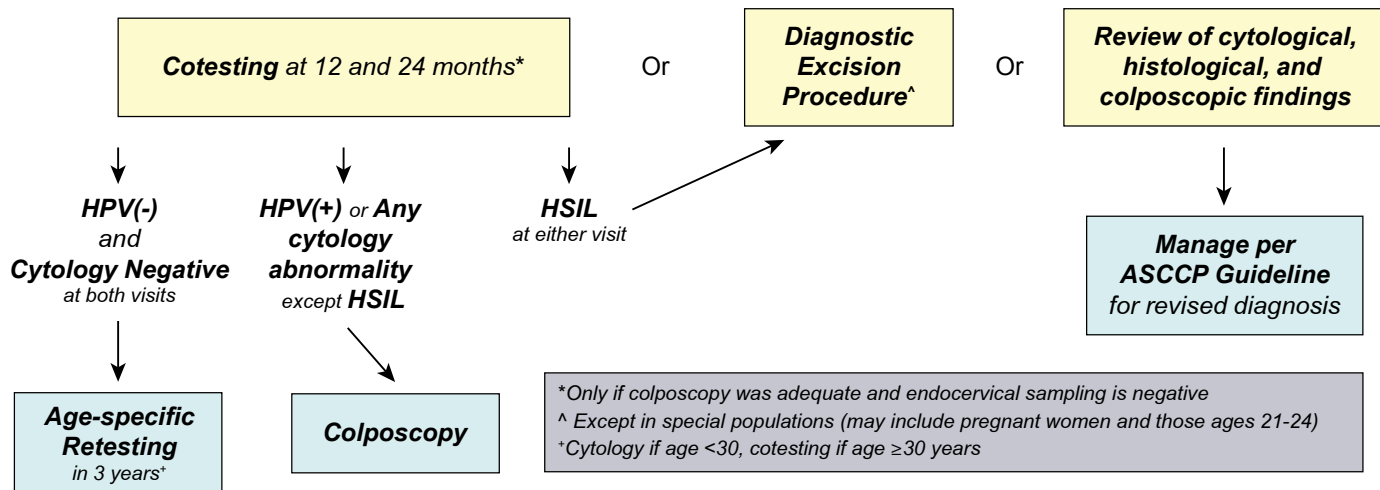 Cotesting at 12 and 24 months*
Or
Diagnostic
Excision
Procedure^
Or
Review of cytological,
histological, and
colposcopic findings
HPV(-)
and
Cytology Negative
at both visits
HPV(+) or Any
cytology
abnormality
except HSIL
HSIL
at either visit
Manage per
ASCCP Guideline
for revised diagnosis
Age-specific
Retesting
in 3 years+
Colposcopy
*Only if colposcopy was adequate and endocervical sampling is negative
^ Except in special populations (may include pregnant women and those ages 21-24)
+Cytology if age <30, cotesting if age ≥30 years